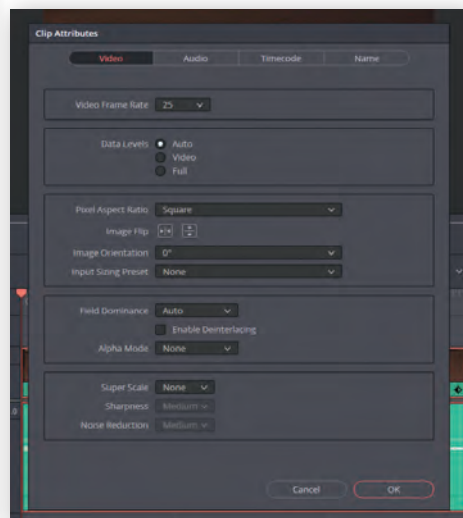 Clip Attributes
Video Audio Timecode Name
Video Frame Rate 25
Data Levels Auto
Video
Full
Pixel Aspect Ratio Square
Image Flip
Image Orientation 0°
Input Sizing Preset None
Field Dominance Auto
Enable Deinterlacing
Alpha Mode None
Super Scale None
Sharpness Medium
Noise Reduction Medium
Cancel OK